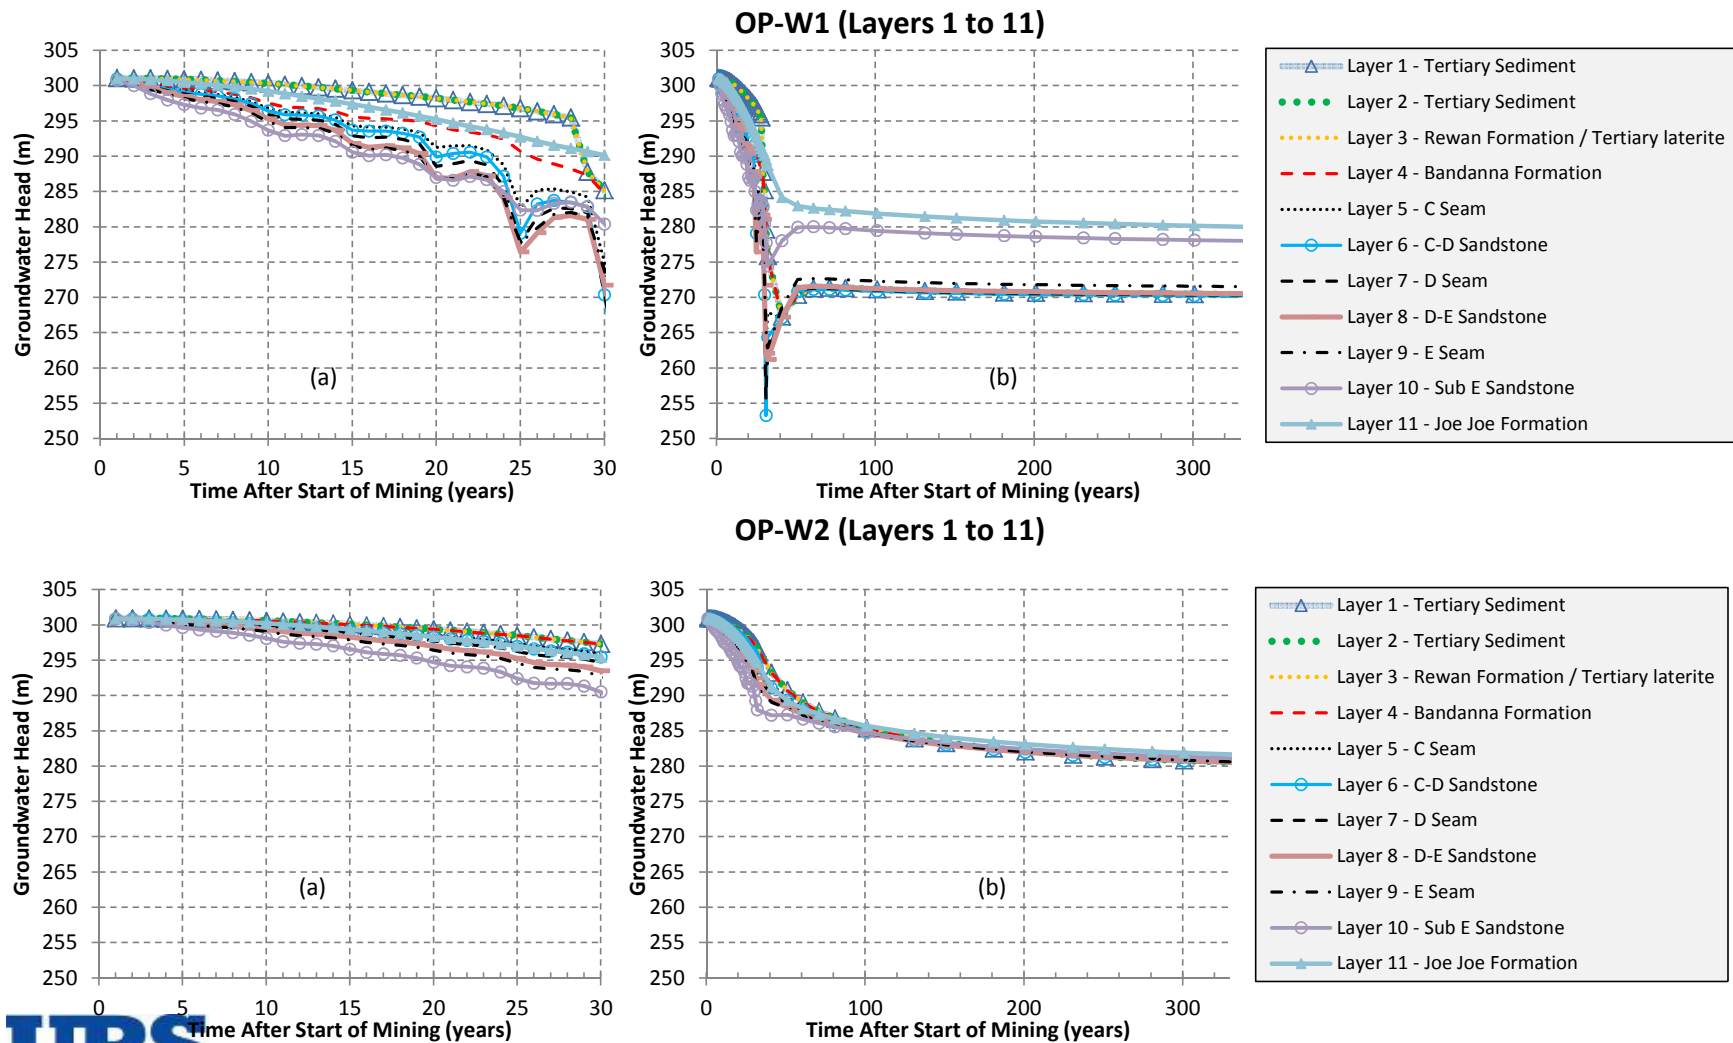 OP-W1 (Layers 1 to 11)
Groundwater Head (m)
305
300
295
290
285
280
275
270
265
260
255
250
(a)
0 5 10 15 20 25 30
Time After Start of Mining (years)
Groundwater Head (m)
305
300
295
290
285
280
275
270
265
260
255
250
(b)
0 100 200 300
Time After Start of Mining (years)
Layer 1 - Tertiary Sediment
Layer 2 - Tertiary Sediment
Layer 3 - Rewan Formation / Tertiary laterite
Layer 4 - Bandanna Formation
Layer 5 - C Seam
Layer 6 - C-D Sandstone
Layer 7 - D Seam
Layer 8 - D-E Sandstone
Layer 9 - E Seam
Layer 10 - Sub E Sandstone
Layer 11 - Joe Joe Formation
OP-W2 (Layers 1 to 11)
Groundwater Head (m)
305
300
295
290
285
280
275
270
265
260
255
250
(a)
0 5 10 15 20 25 30
Time After Start of Mining (years)
Groundwater Head (m)
305
300
295
290
285
280
275
270
265
260
255
250
(b)
0 100 200 300
Time After Start of Mining (years)
Layer 1 - Tertiary Sediment
Layer 2 - Tertiary Sediment
Layer 3 - Rewan Formation / Tertiary laterite
Layer 4 - Bandanna Formation
Layer 5 - C Seam
Layer 6 - C-D Sandstone
Layer 7 - D Seam
Layer 8 - D-E Sandstone
Layer 9 - E Seam
Layer 10 - Sub E Sandstone
Layer 11 - Joe Joe Formation
URS